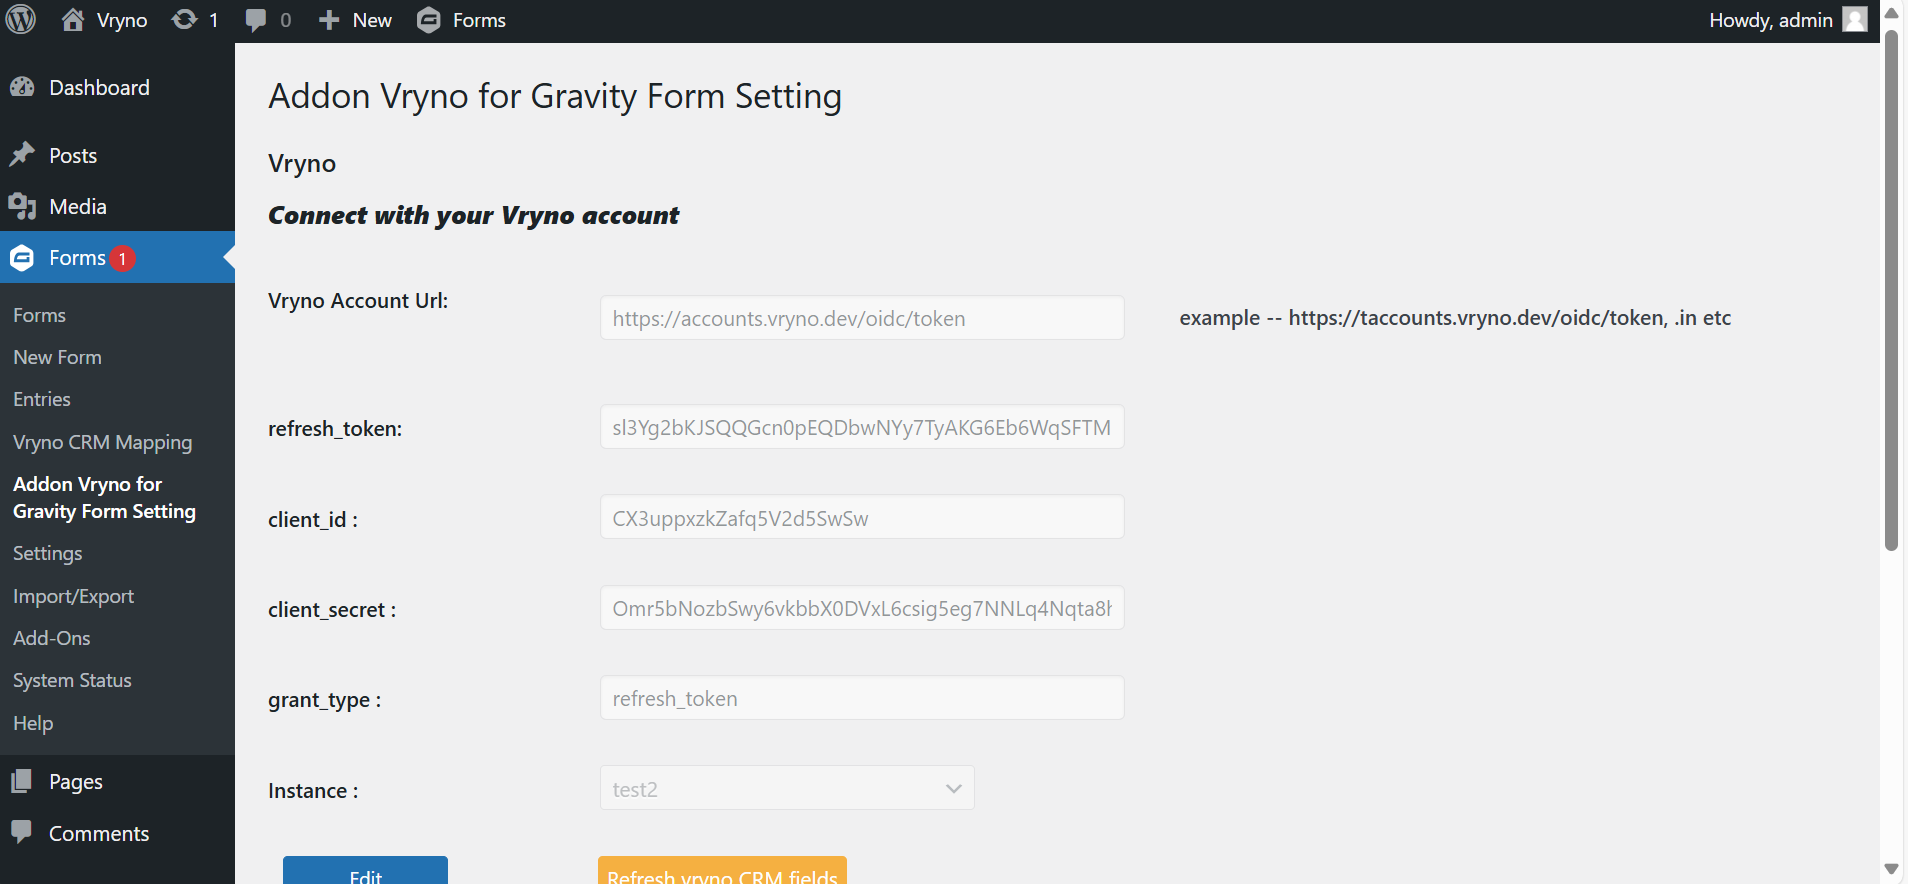 Vryno
1
0
New
Forms
Howdy, admin
Dashboard
Posts
Media
Forms 1
Forms
New Form
Entries
Vryno CRM Mapping
Addon Vryno for
Gravity Form Setting
Settings
Import/Export
Add-Ons
System Status
Help
Pages
Comments
Addon Vryno for Gravity Form Setting
Vryno
Connect with your Vryno account
Vryno Account Url:
https://accounts.vryno.dev/oidc/token
example -- https://taccounts.vryno.dev/oidc/token, .in etc
refresh_token:
sl3Yg2bKJSQQGcn0pEQDbwNYy7TyAKG6Eb6WqSFTM
client_id :
CX3uppxzkZafq5V2d5SwSw
client_secret :
Omr5bNozbSwy6vkbbX0DVxL6csig5eg7NNLq4Nqta8h
grant_type :
refresh_token
Instance :
test2
Edit
Refresh vryno CRM fields